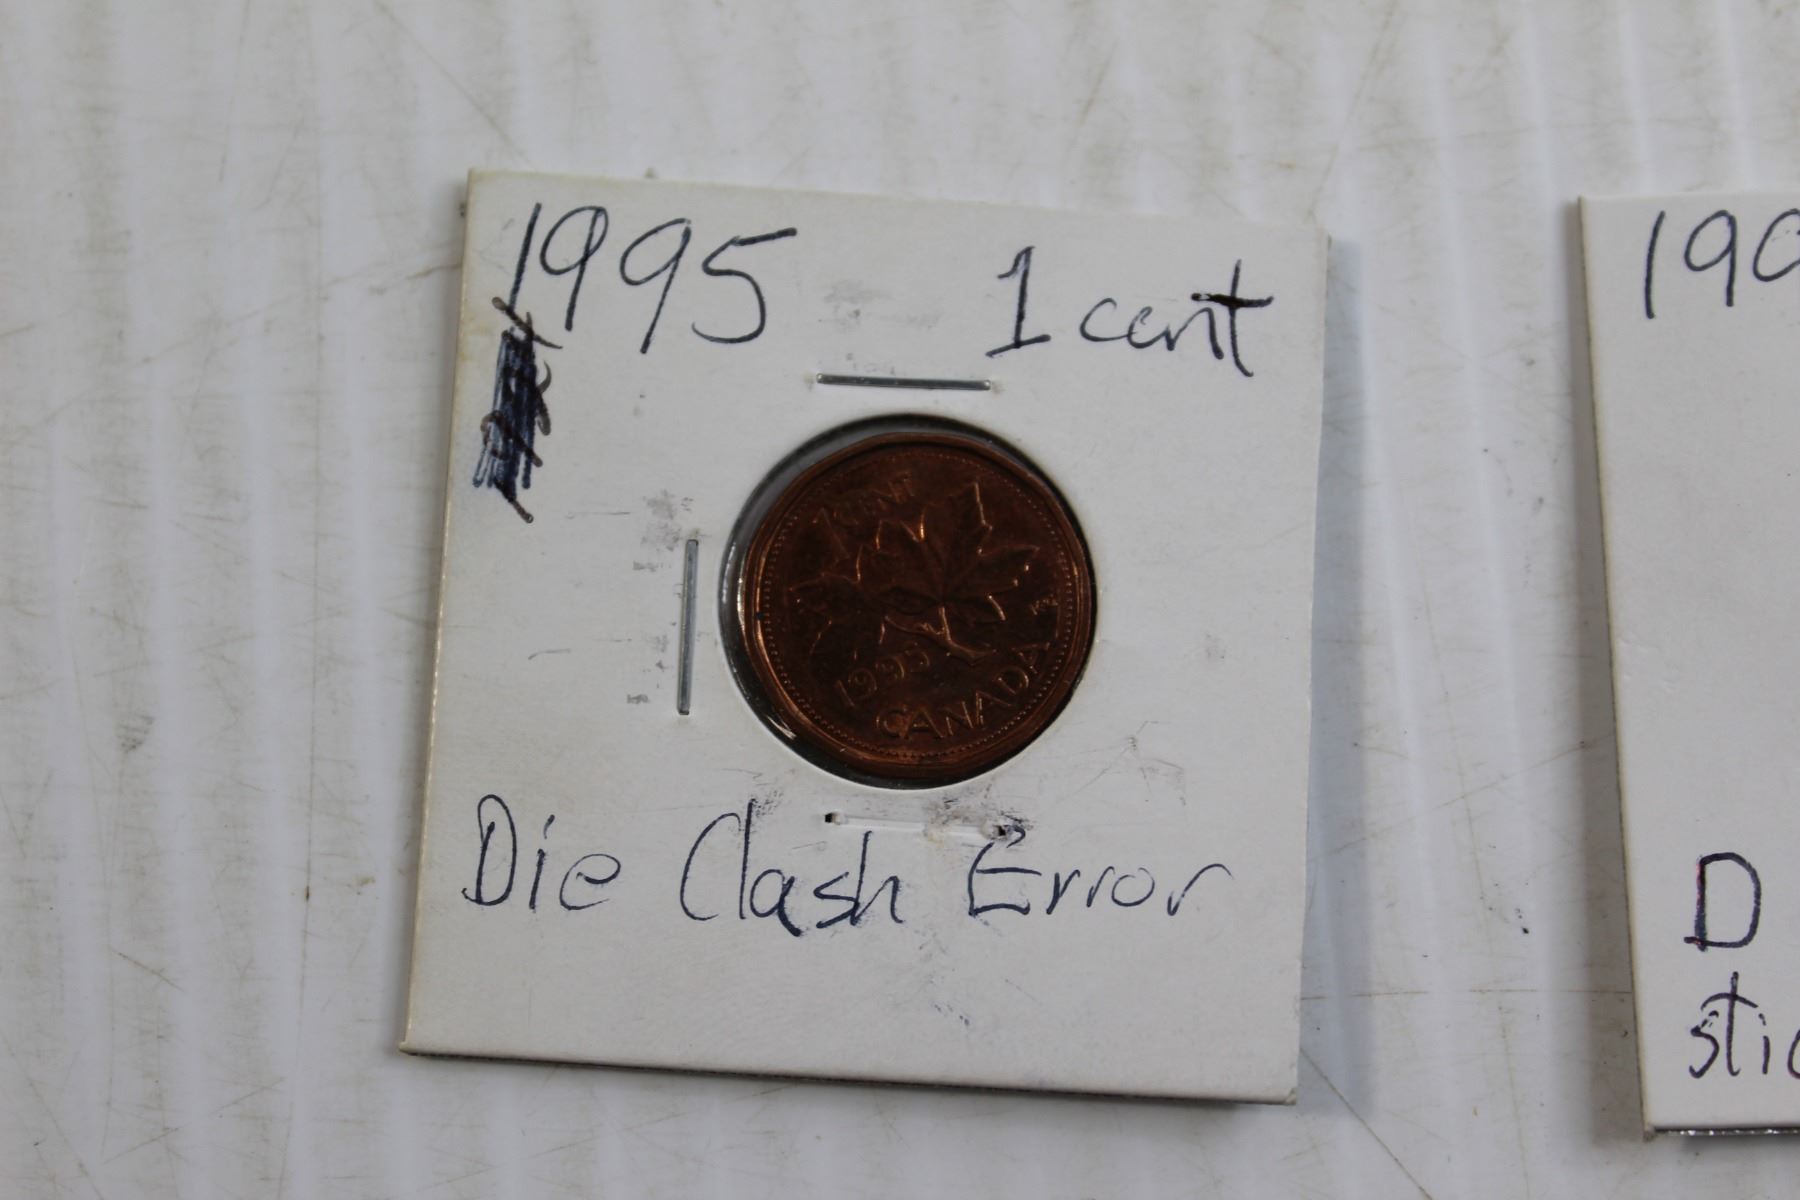 1995 1 cent
1 CENT
1995
CANADA
Die Clash Error
199
D
sti